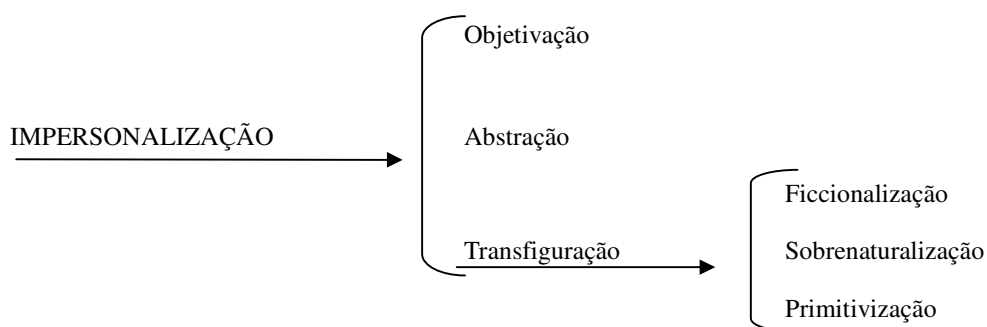 Objetivação
IMPERSONALIZAÇÃO
Abstração
Ficcionalização
Transfiguração
Sobrenaturalização
Primitivização